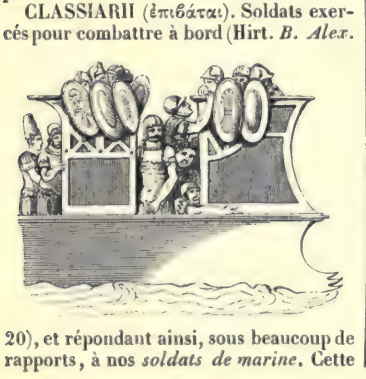 CLASSIARII (ἐπιϐάται). Soldats exer-
cés pour combattre à bord (Hirt. B. Alex.
20), et répondant ainsi, sous beaucoup de
rapports, à nos soldats de marine. Cette